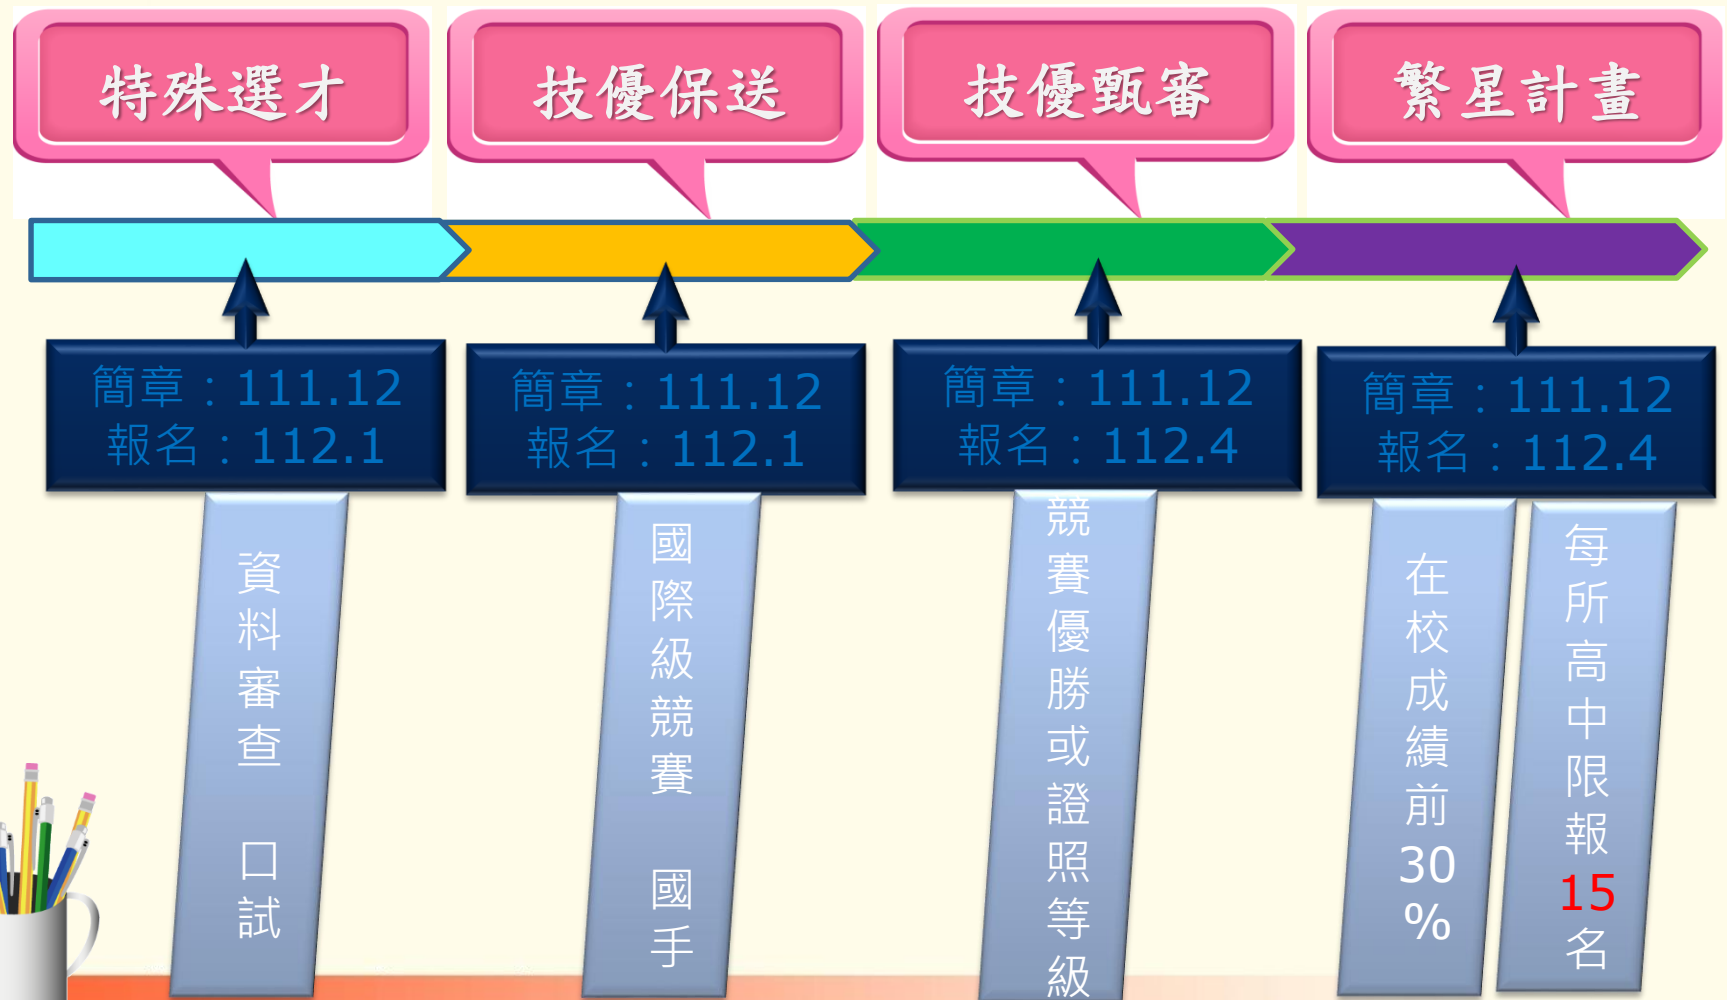 特殊選才
技優保送
技優甄審
繁星計畫
簡章：111.12
報名：112.1
簡章：111.12
報名：112.1
簡章：111.12
報名：112.4
簡章：111.12
報名：112.4
資料審查　口試
國際級競賽　國手
競賽優勝或證照等級
在校成績前30%
每所高中限報15名